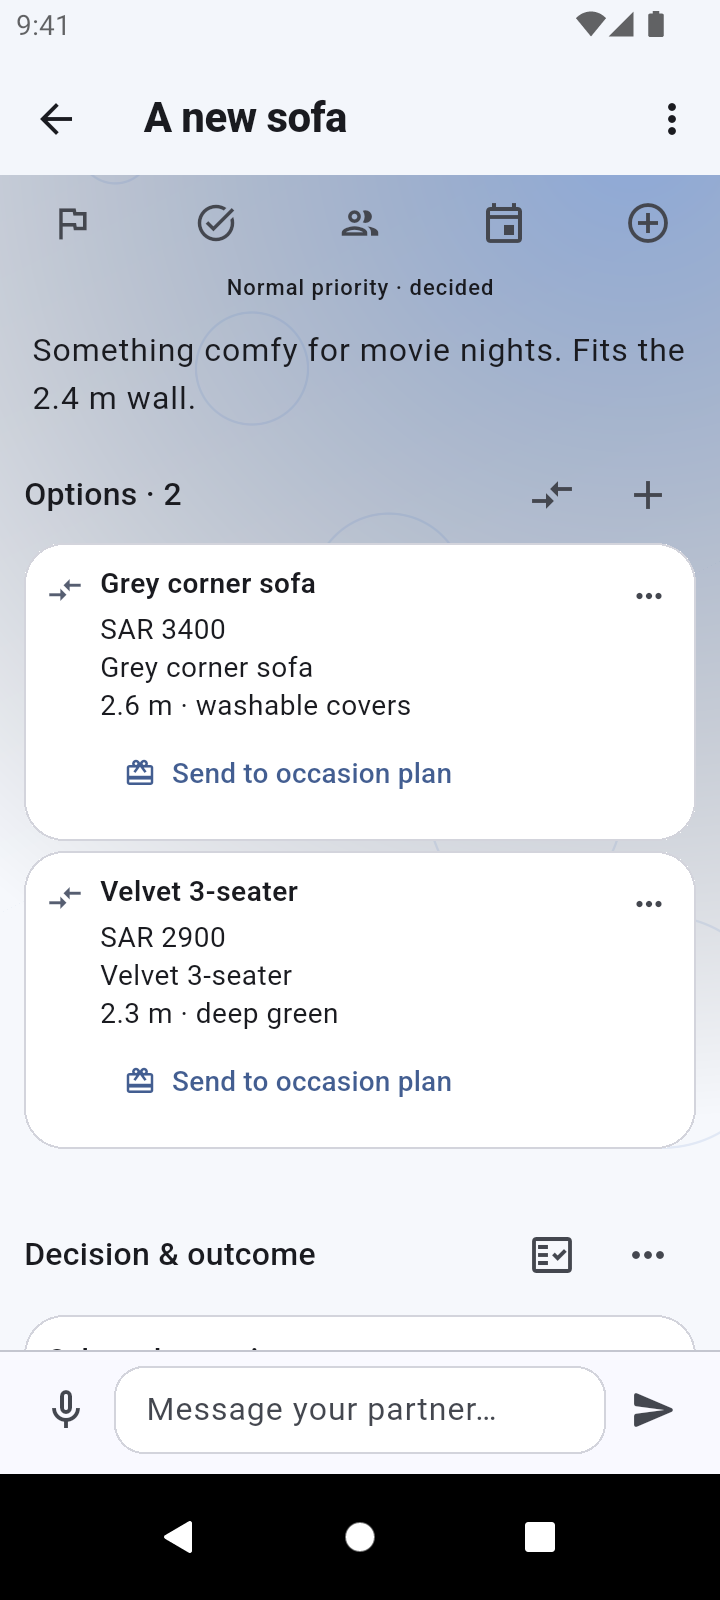 9:41
A new sofa
Normal priority · decided
Something comfy for movie nights. Fits the
2.4 m wall.
Options · 2
Grey corner sofa
SAR 3400
Grey corner sofa
2.6 m · washable covers
Send to occasion plan
Velvet 3-seater
SAR 2900
Velvet 3-seater
2.3 m · deep green
Send to occasion plan
Decision & outcome
Message your partner…